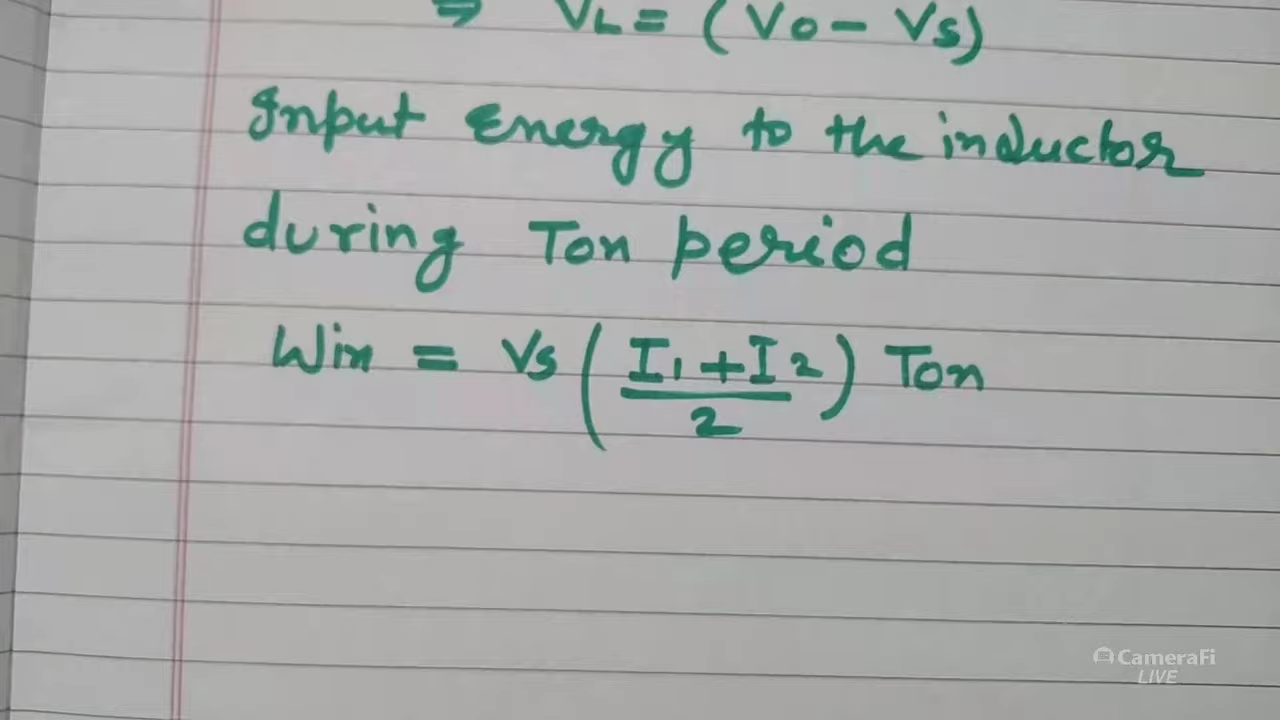 ⇒ VL = (Vo - Vs)
Input Energy to the inductor
during Ton period
Win = Vs (I1 + I2 / 2) Ton
CameraFi
LIVE